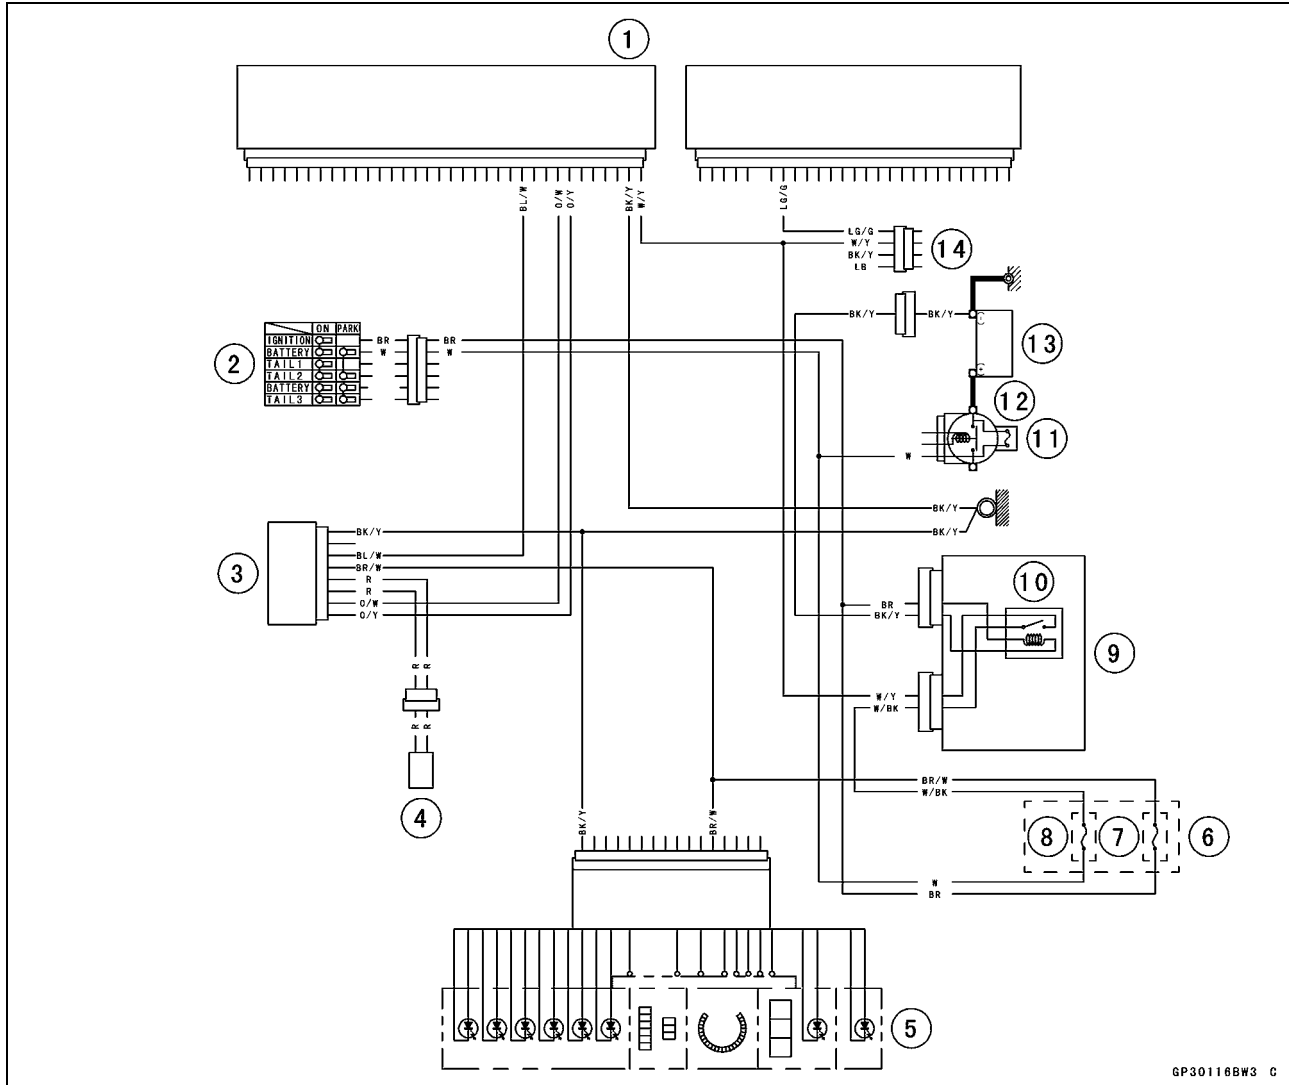 1
BL/W
O/W
O/Y
BK/Y
W/Y
LG/G
LG/G
W/Y
BK/Y
LB
14
ON PARK
IGNITION
BATTERY
TAIL1
TAIL2
BATTERY
TAIL3
2
BR
W
BR
W
BK/Y
BK/Y
(-)
(+)
13
12
11
W
BK/Y
BK/Y
3
BK/Y
BL/W
BR/W
R
R
O/W
O/Y
R
R
R
R
4
10
BR
BK/Y
9
W/Y
W/BK
BR/W
W/BK
BK/Y
BR/W
8
7
6
W
BR
5
GP30116BW3 C